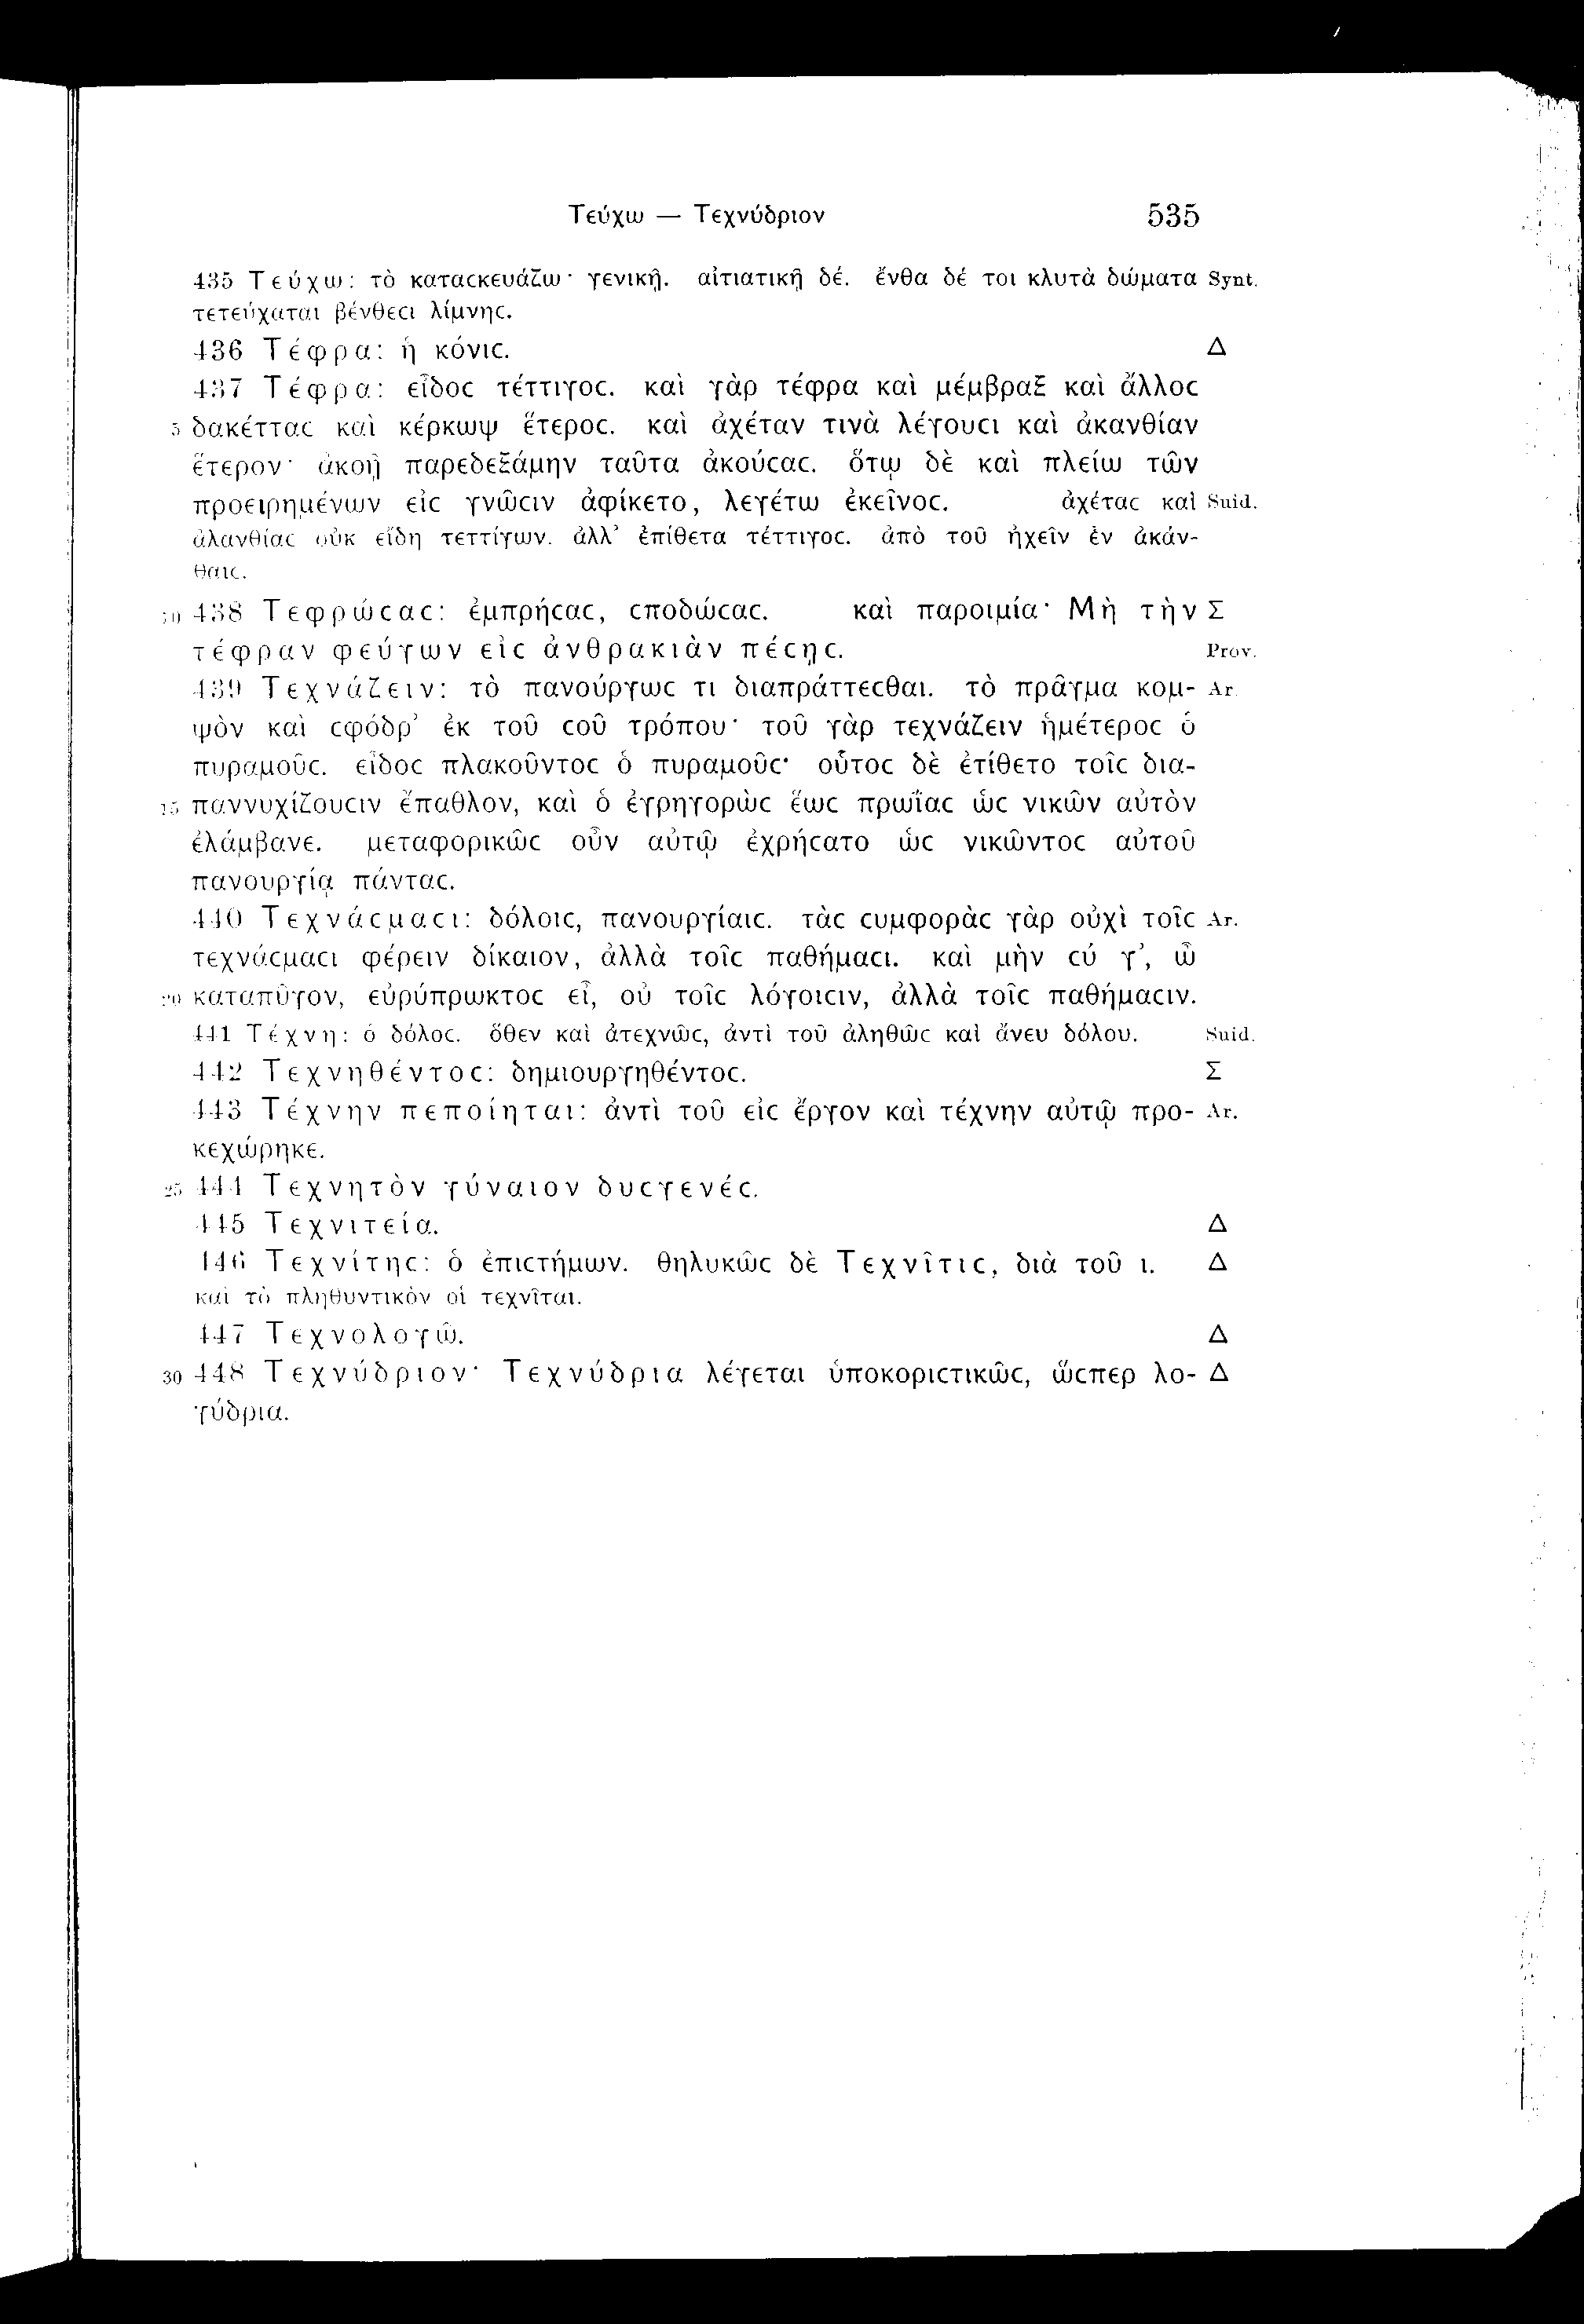 Τεύχω — Τεχνύδριον 535
435 Τεύχω: τὸ καταϲκευάζω· γενικῇ. αἰτιατικῇ δέ. ἔνθα δέ τοι κλυτὰ δώματα Synt.
τετεύχαται βένθεϲι λίμνηϲ.
436 Τέφρα: ἡ κόνιϲ. Δ
437 Τέφρα: εἶδοϲ τέττιγοϲ. καὶ γὰρ τέφρα καὶ μέμβραξ καὶ ἄλλοϲ
5 δακέτταϲ καὶ κέρκωψ ἕτεροϲ. καὶ ἀχέταν τινὰ λέγουϲι καὶ ἀκανθίαν
ἕτερον· ἀκοῇ παρεδεξάμην ταῦτα ἀκούϲαϲ. ὅτῳ δὲ καὶ πλείω τῶν
προειρημένων εἰϲ γνῶϲιν ἀφίκετο, λεγέτω ἐκεῖνοϲ. ἀχέταϲ καὶ Suid.
ἀλανθίαϲ οὐκ εἴδη τεττίγων. ἀλλ’ ἐπίθετα τέττιγοϲ. ἀπὸ τοῦ ἠχεῖν ἐν ἀκάν-
θαιϲ.
10 438 Τεφρώϲαϲ: ἐμπρήϲαϲ, ϲποδώϲαϲ. καὶ παροιμία· Μὴ τὴν Σ
τέφραν φεύγων εἰϲ ἀνθρακιὰν πέϲῃϲ. Prov.
439 Τεχνάζειν: τὸ πανούργωϲ τι διαπράττεϲθαι. τὸ πρᾶγμα κομ- Ar.
ψὸν καὶ ϲφόδρ’ ἐκ τοῦ ϲοῦ τρόπου· τοῦ γὰρ τεχνάζειν ἡμέτεροϲ ὁ
πυραμοῦϲ. εἶδοϲ πλακοῦντοϲ ὁ πυραμοῦϲ· οὗτοϲ δὲ ἐτίθετο τοῖϲ δια-
15 παννυχίζουϲιν ἔπαθλον, καὶ ὁ ἐγρηγορὼϲ ἕωϲ πρωΐαϲ ὡϲ νικῶν αὐτὸν
ἐλάμβανε. μεταφορικῶϲ οὖν αὐτῷ ἐχρήϲατο ὡϲ νικῶντοϲ αὐτοῦ
πανουργίᾳ πάνταϲ.
440 Τεχνάϲμαϲι: δόλοιϲ, πανουργίαιϲ. τὰϲ ϲυμφορὰϲ γὰρ οὐχὶ τοῖϲ Ar.
τεχνάϲμαϲι φέρειν δίκαιον, ἀλλὰ τοῖϲ παθήμαϲι. καὶ μὴν ϲύ γ’, ὦ
20 καταπῦγον, εὐρύπρωκτοϲ εἶ, οὐ τοῖϲ λόγοιϲιν, ἀλλὰ τοῖϲ παθήμαϲιν.
441 Τέχνη: ὁ δόλοϲ. ὅθεν καὶ ἀτεχνῶϲ, ἀντὶ τοῦ ἀληθῶϲ καὶ ἄνευ δόλου. Suid.
442 Τεχνηθέντοϲ: δημιουργηθέντοϲ. Σ
443 Τέχνην πεποίηται: ἀντὶ τοῦ εἰϲ ἔργον καὶ τέχνην αὐτῷ προ- Ar.
κεχώρηκε.
25 444 Τεχνητὸν γύναιον δυϲγενέϲ.
445 Τεχνιτεία. Δ
446 Τεχνίτηϲ: ὁ ἐπιϲτήμων. θηλυκῶϲ δὲ Τεχνῖτιϲ, διὰ τοῦ ι. Δ
καὶ τὸ πληθυντικὸν οἱ τεχνῖται.
447 Τεχνολογῶ. Δ
30 448 Τεχνύδριον· Τεχνύδρια λέγεται ὑποκοριϲτικῶϲ, ὥϲπερ λο- Δ
γύδρια.